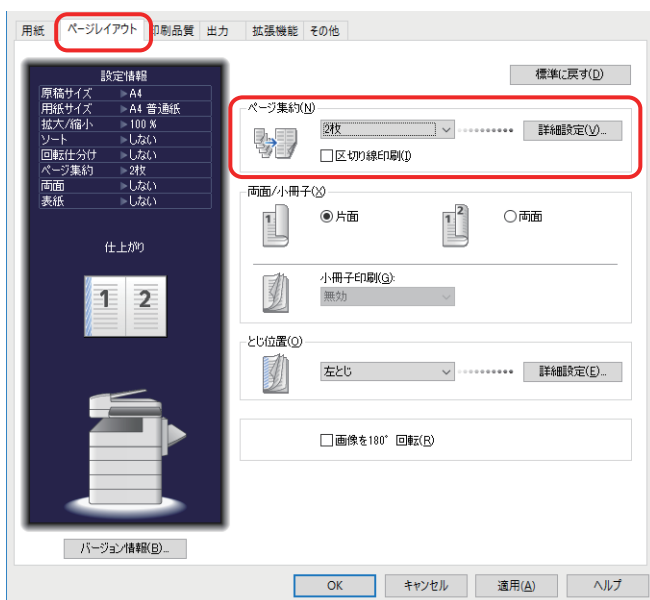 用紙 ページレイアウト 印刷品質 出力 拡張機能 その他
設定情報
原稿サイズ ▶A4
用紙サイズ ▶A4 普通紙
拡大/縮小 ▶100 %
ソート ▶しない
回転仕分け ▶しない
ページ集約 ▶2枚
両面 ▶しない
表紙 ▶しない
仕上がり
1 2
バージョン情報(B)...
標準に戻す(D)
ページ集約(N)
2枚 詳細設定(V)...
区切り線印刷(I)
両面/小冊子(X)
1 片面 1 2 両面
小冊子印刷(G):
無効
とじ位置(O)
左とじ 詳細設定(E)...
画像を180° 回転(R)
OK キャンセル 適用(A) ヘルプ